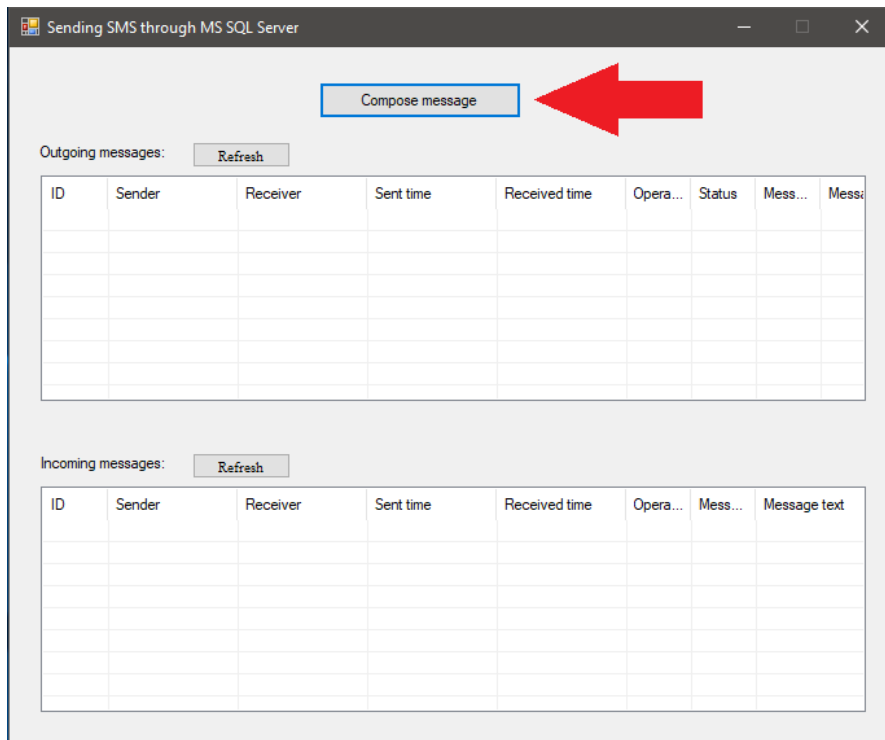 Sending SMS through MS SQL Server
Compose message
Outgoing messages: Refresh
ID Sender Receiver Sent time Received time Opera... Status Mess... Messa
Incoming messages: Refresh
ID Sender Receiver Sent time Received time Opera... Mess... Message text